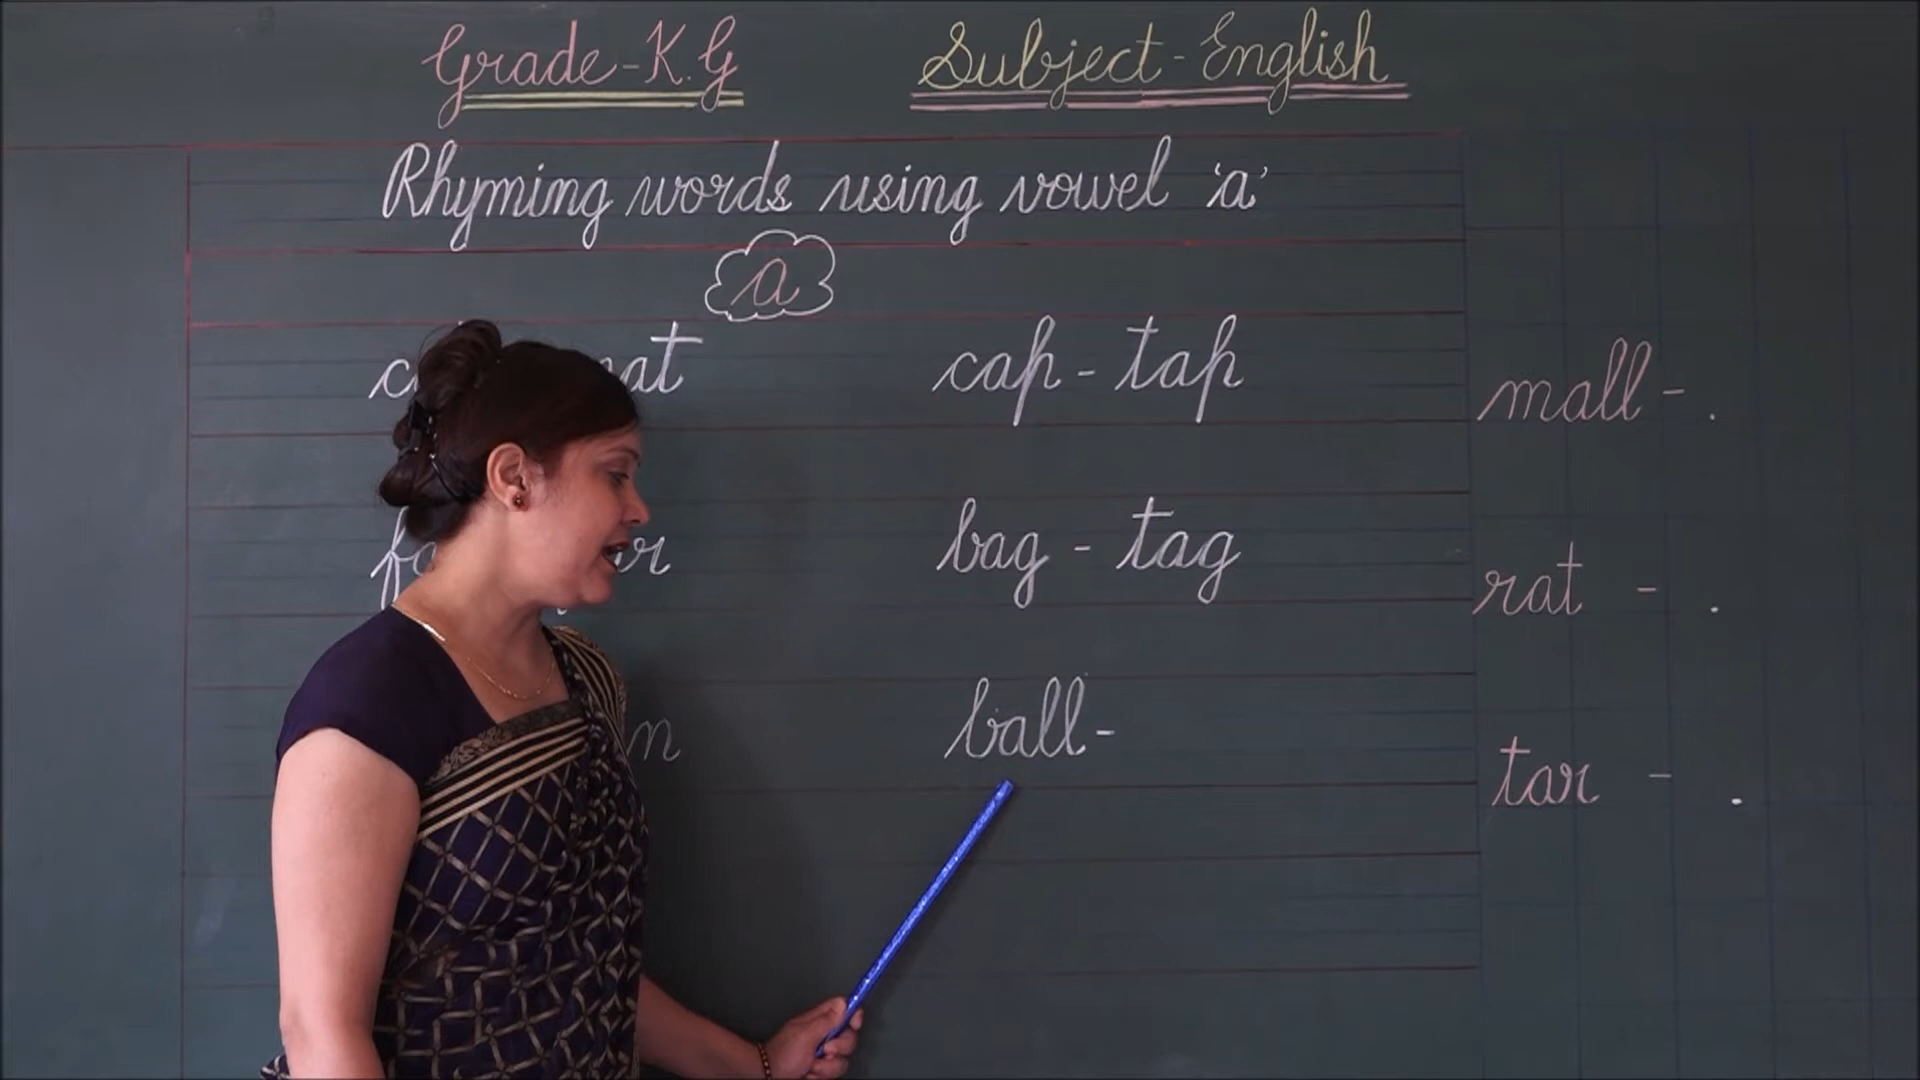 Grade-K.G Subject-English
Rhyming words using vowel 'a'
a
cap - tap
mall - .
bag - tag
rat - .
ball-
tar - .